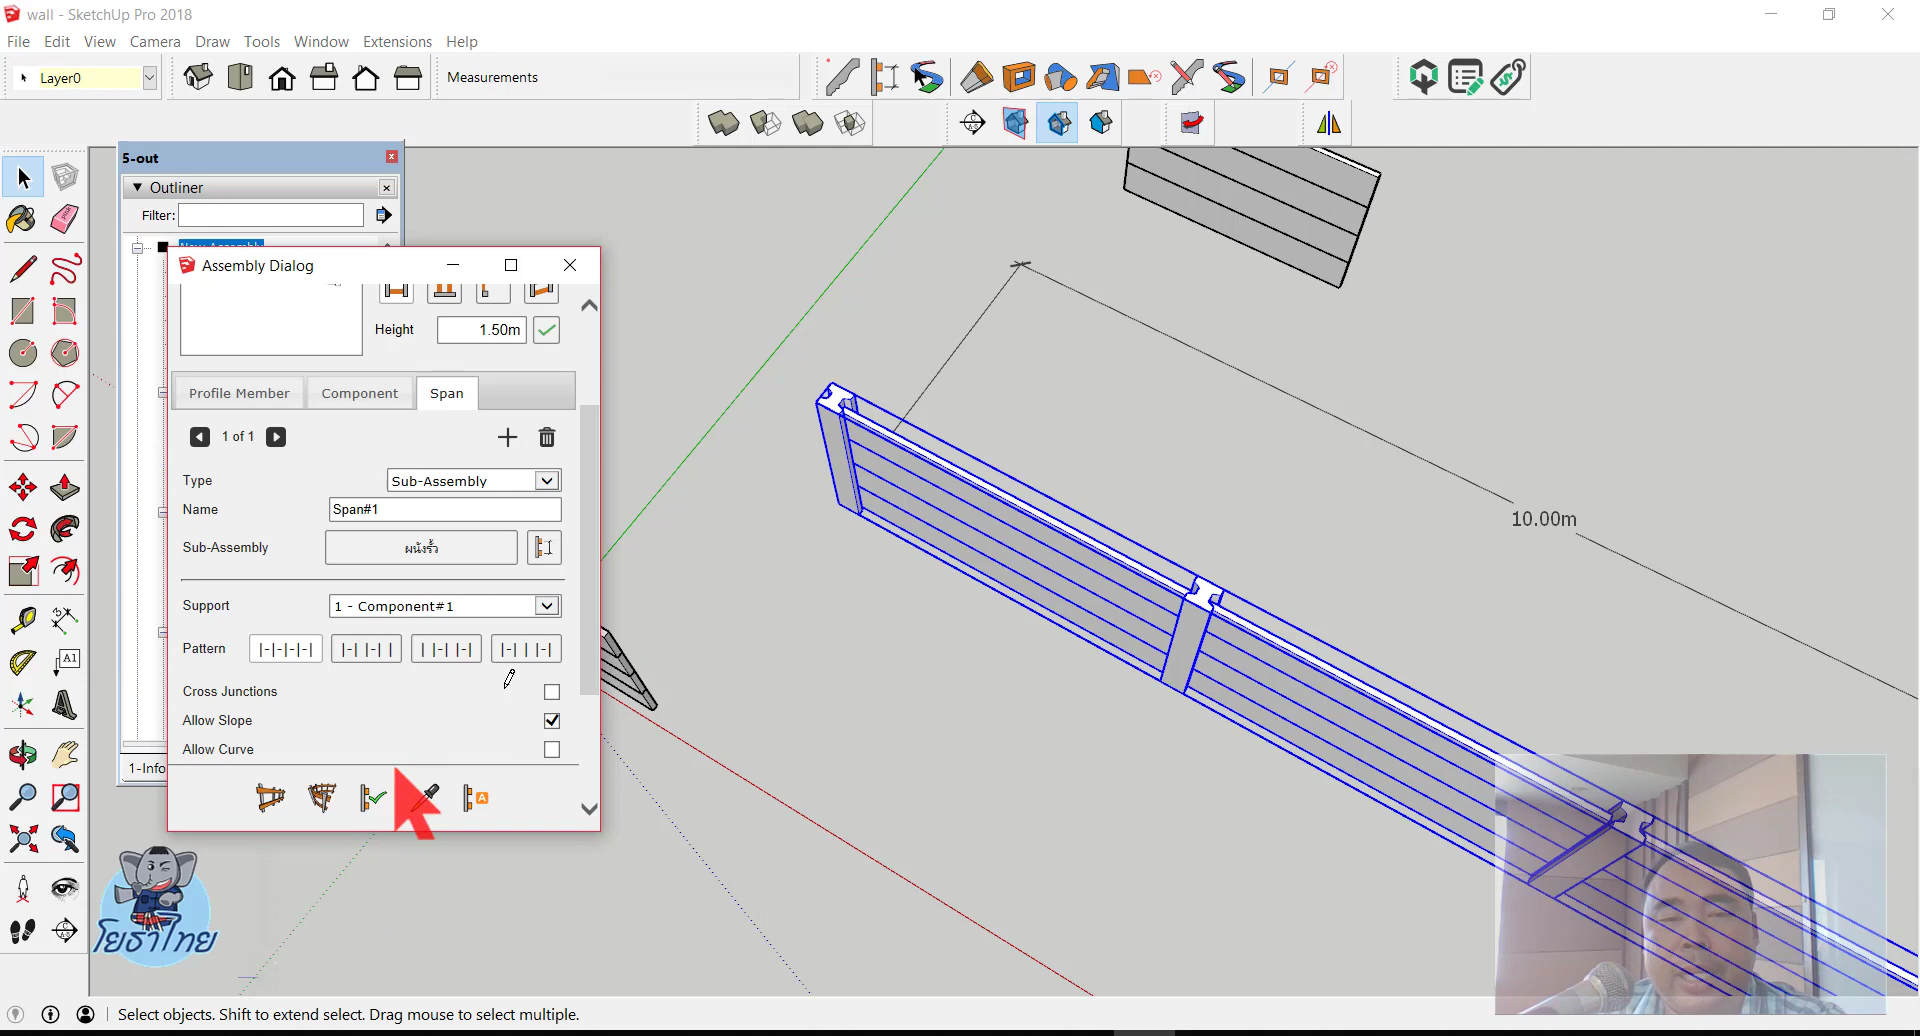 wall - SketchUp Pro 2018
File Edit View Camera Draw Tools Window Extensions Help
Layer0
Measurements
5-out
Outliner
Filter:
New Assembly
Assembly Dialog
Height 1.50m
Profile Member Component Span
1 of 1
Type Sub-Assembly
Name Span#1
Sub-Assembly ผนังรั้ว
Support 1 - Component#1
Pattern |-|-|-|-| |-| |-| | | |-| |-| |-| | |-|
Cross Junctions
Allow Slope
Allow Curve
1-Info
A
A1
10.00m
โยธาไทย
Select objects. Shift to extend select. Drag mouse to select multiple.